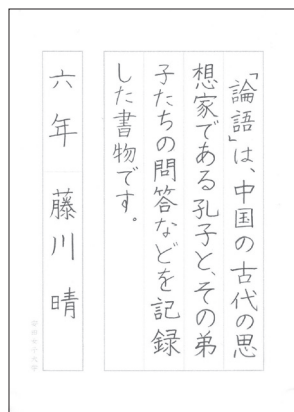 「論語」は、中国の古代の思
想家である孔子と、その弟
子たちの問答などを記録
した書物です。
六年 藤川晴